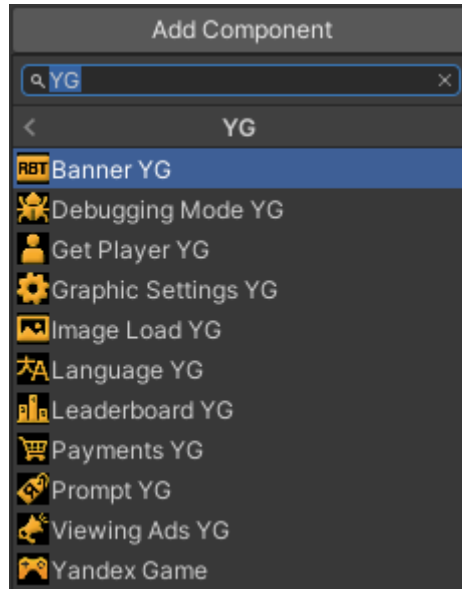 Add Component
YG
YG
RBT Banner YG
Debugging Mode YG
Get Player YG
Graphic Settings YG
Image Load YG
Language YG
Leaderboard YG
Payments YG
Prompt YG
Viewing Ads YG
Yandex Game